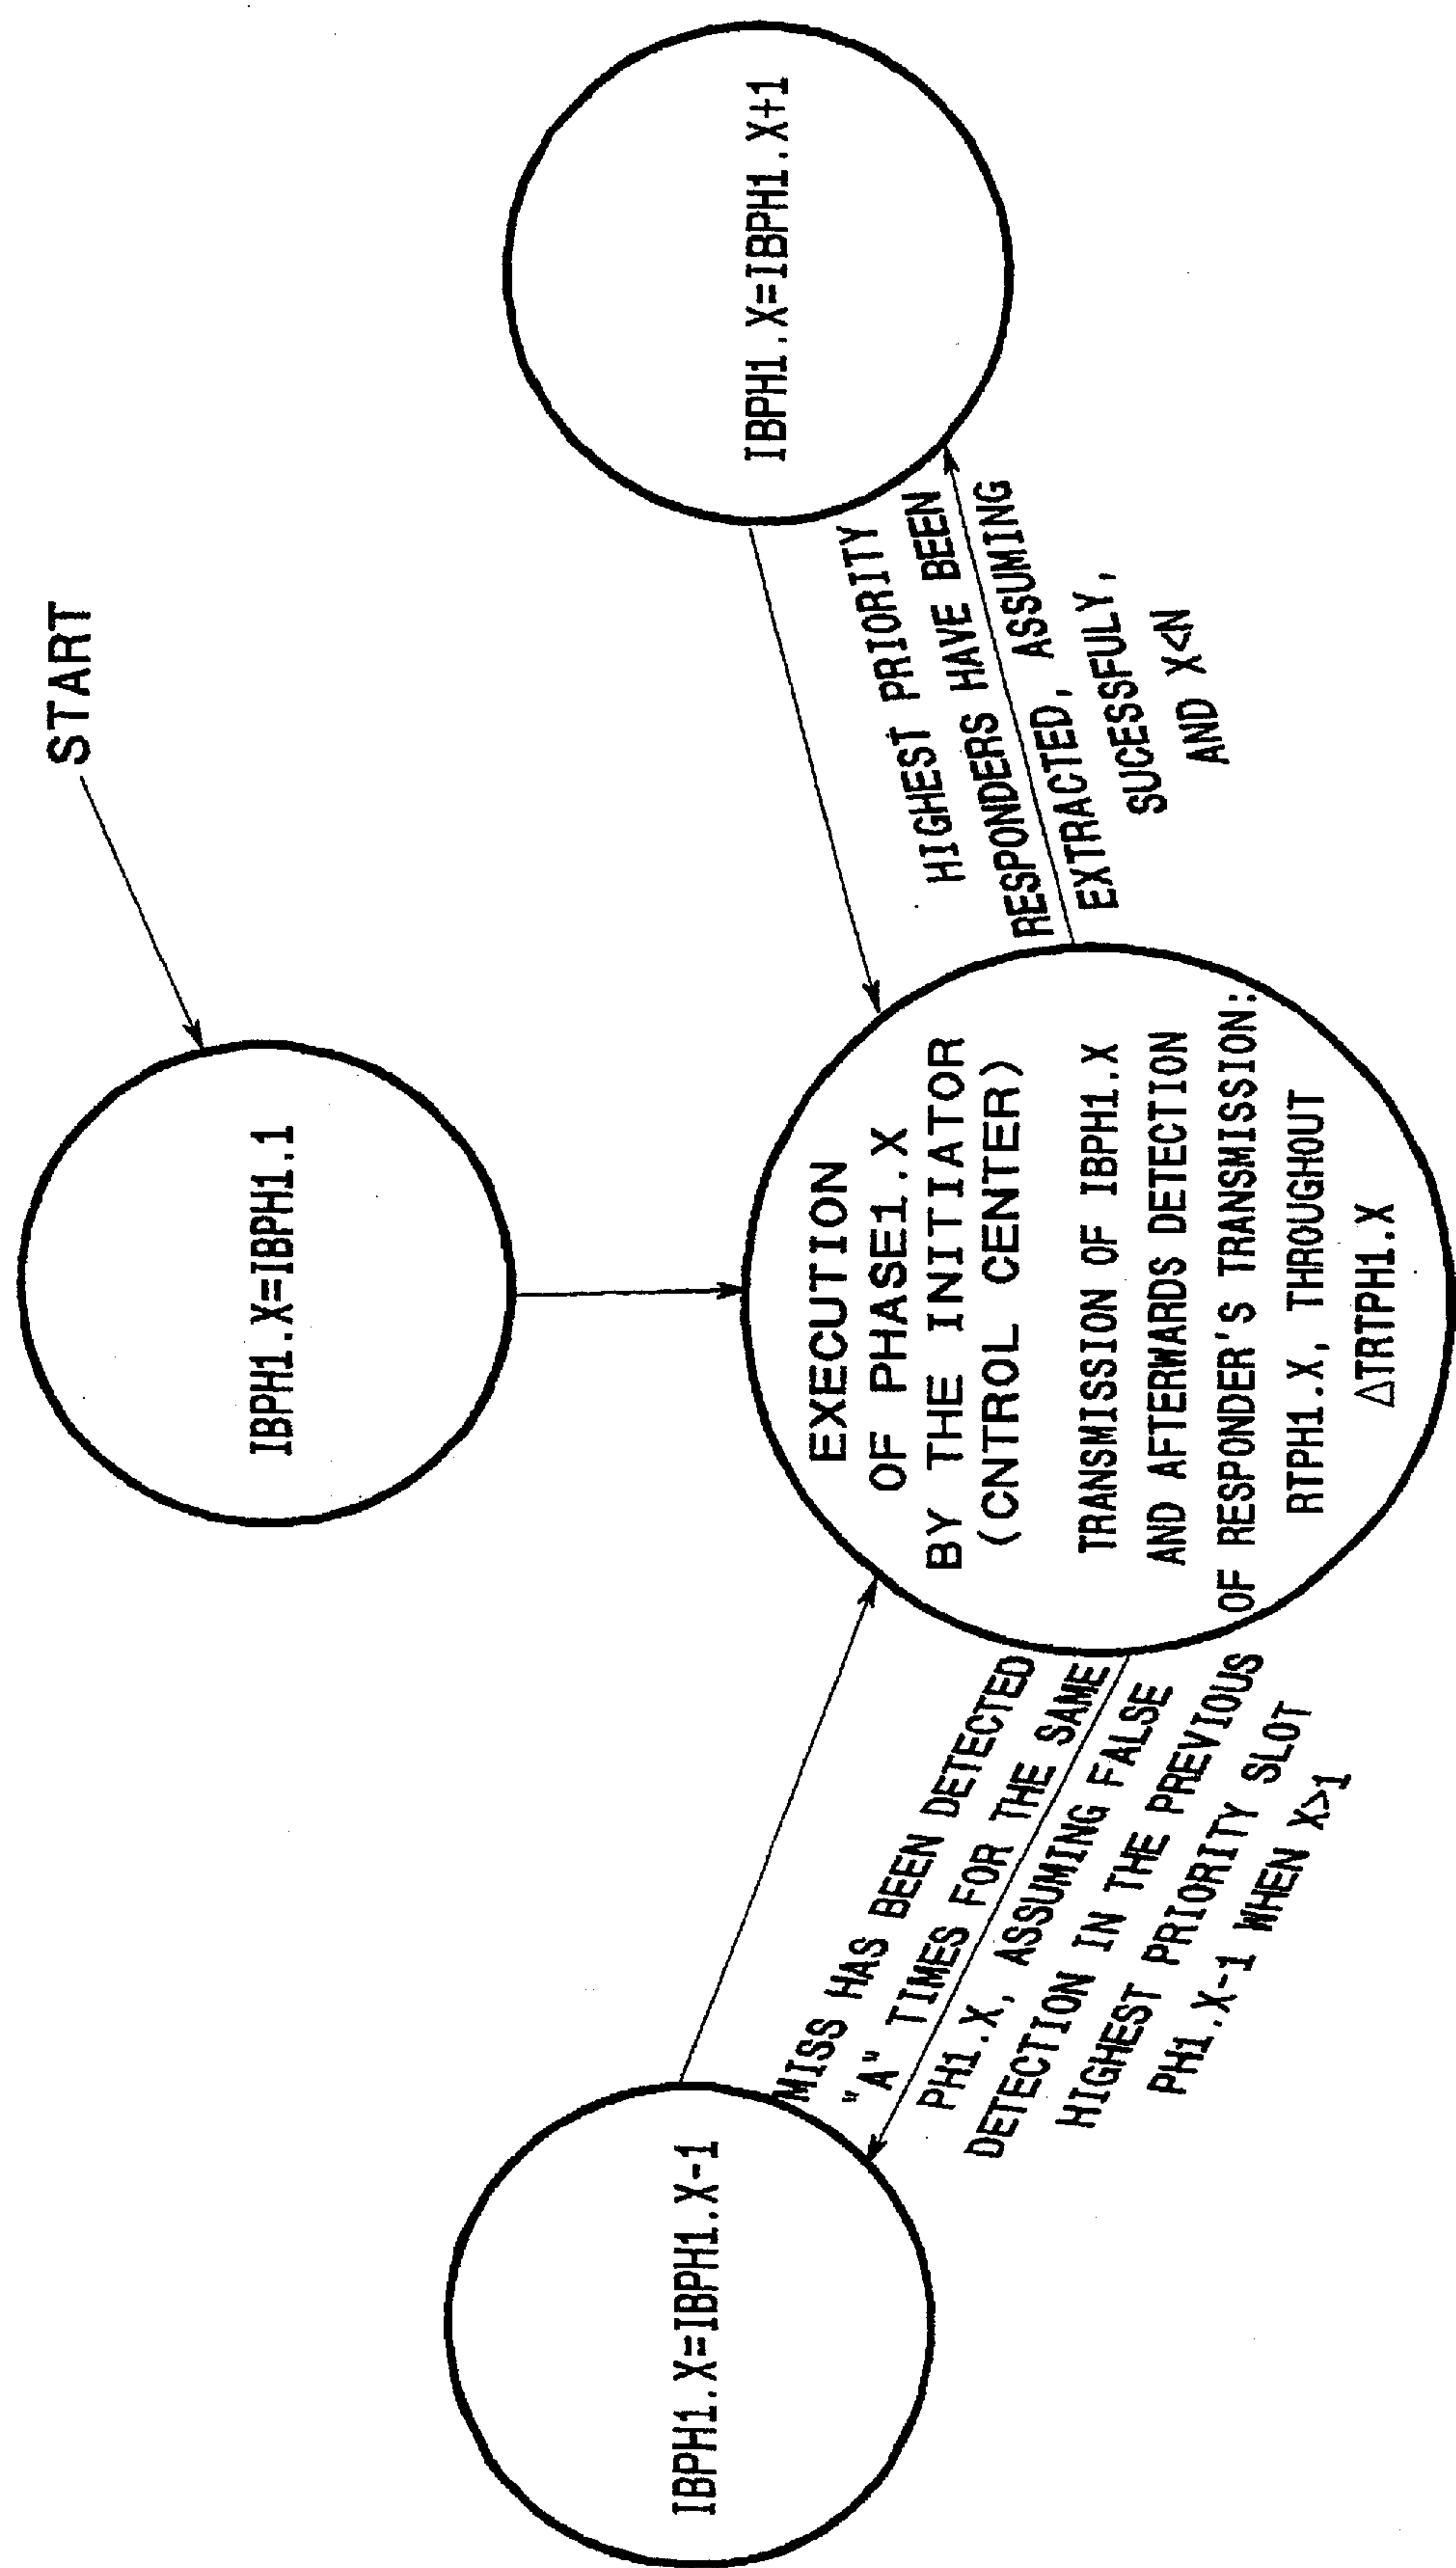 START
IBPH1.X=IBPH1.1
IBPH1.X=IBPH1.X-1
IBPH1.X=IBPH1.X+1
EXECUTION
OF PHASE1.X
BY THE INITIATOR
(CNTROL CENTER)
TRANSMISSION OF IBPH1.X
AND AFTERWARDS DETECTION
OF RESPONDER'S TRANSMISSION:
RTPH1.X, THROUGHOUT
△TRTPH1.X
MISS HAS BEEN DETECTED
"A" TIMES FOR THE SAME
PH1.X, ASSUMING FALSE
DETECTION IN THE PREVIOUS
HIGHEST PRIORITY SLOT
PH1.X-1 WHEN X>1
HIGHEST PRIORITY
RESPONDERS HAVE BEEN
EXTRACTED, ASSUMING
SUCESSFULY,
AND X<N